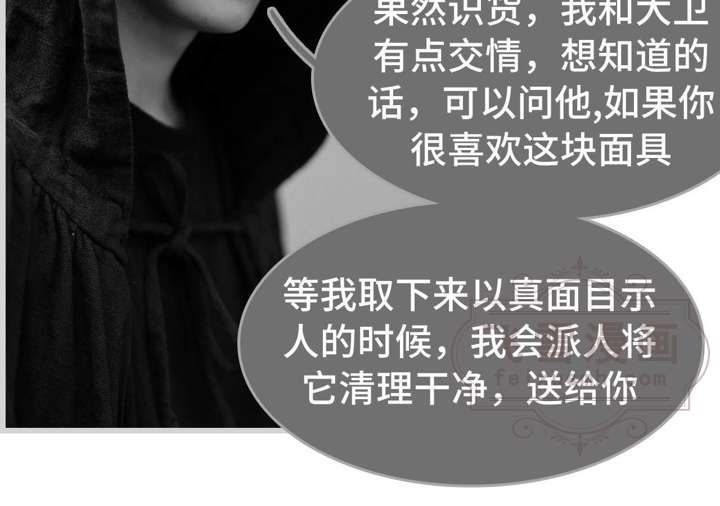 果然识货，我和大卫
有点交情，想知道的
话，可以问他,如果你
很喜欢这块面具
等我取下来以真面目示
人的时候，我会派人将
它清理干净，送给你